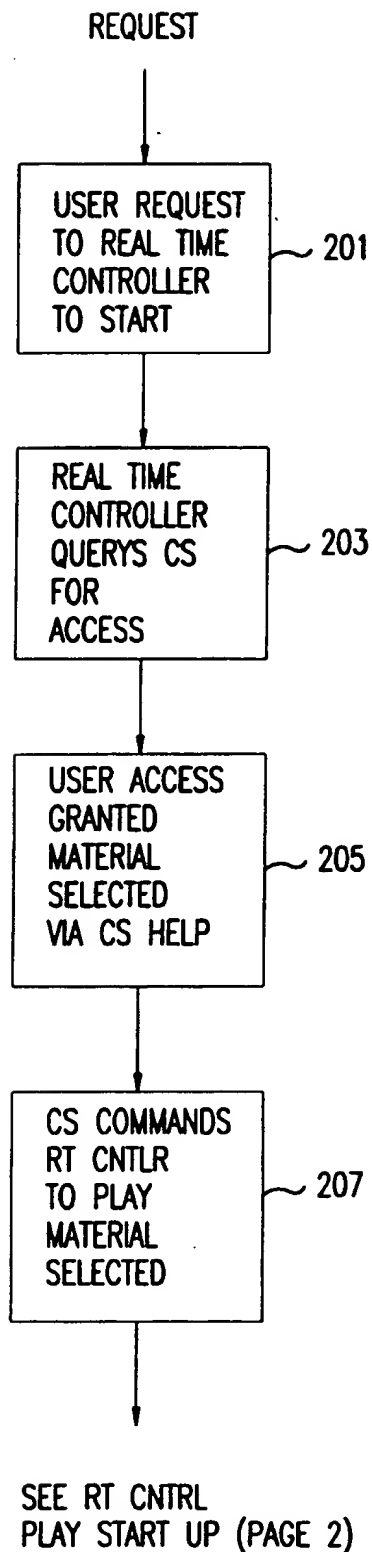 REQUEST
USER REQUEST
TO REAL TIME
CONTROLLER
TO START
201
REAL TIME
CONTROLLER
QUERYS CS
FOR
ACCESS
203
USER ACCESS
GRANTED
MATERIAL
SELECTED
VIA CS HELP
205
CS COMMANDS
RT CNTLR
TO PLAY
MATERIAL
SELECTED
207
SEE RT CNTRL
PLAY START UP (PAGE 2)